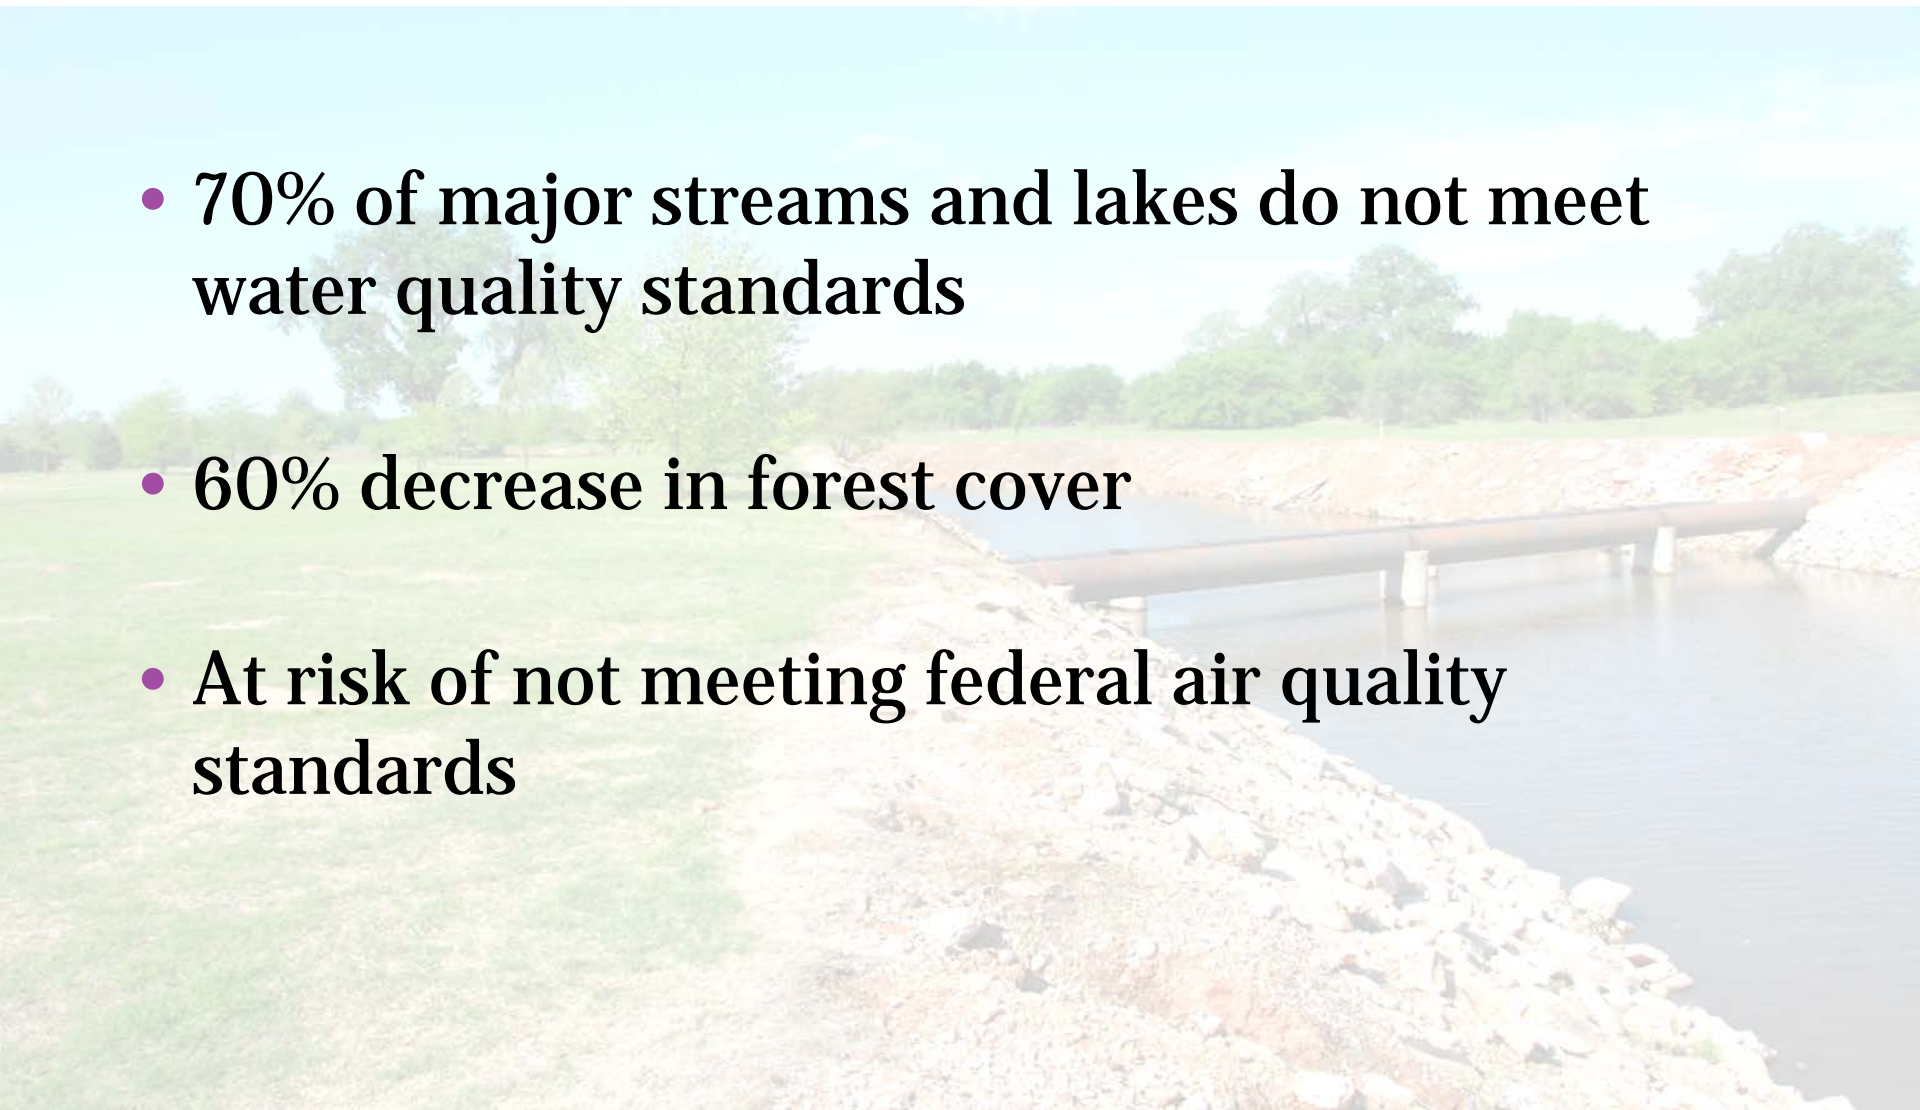 • 70% of major streams and lakes do not meet
water quality standards
• 60% decrease in forest cover
• At risk of not meeting federal air quality
standards